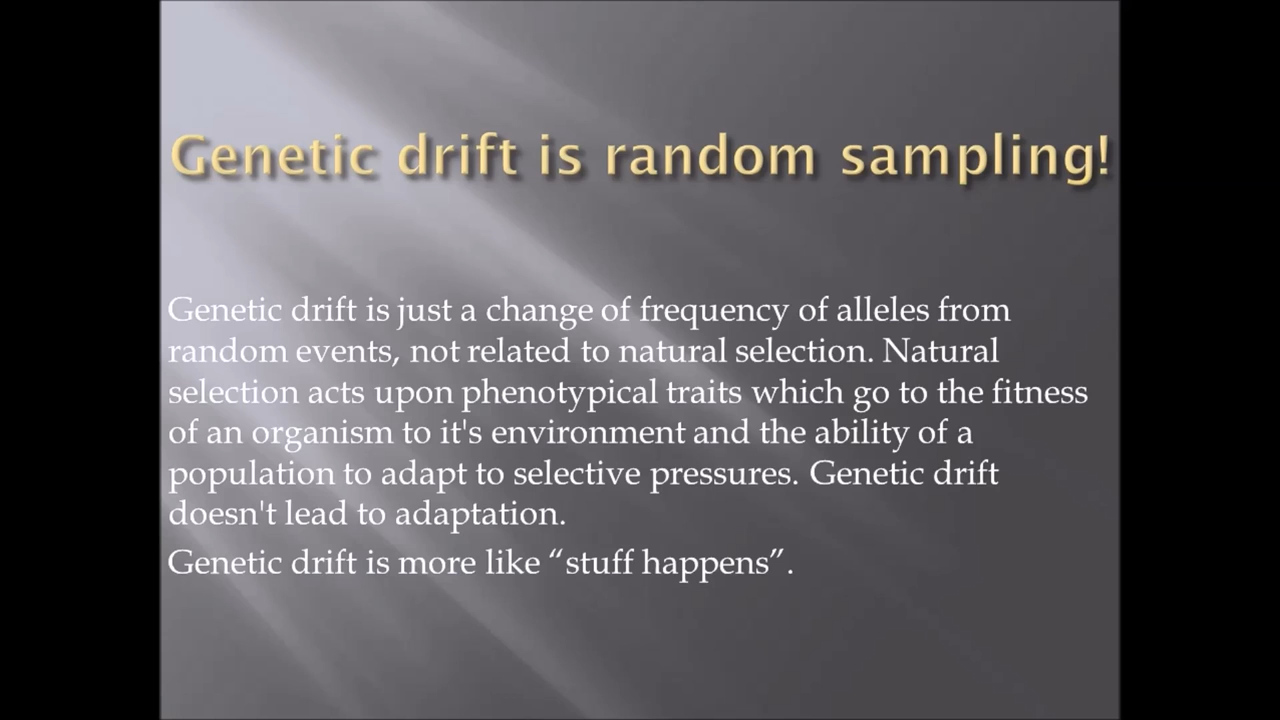 Genetic drift is random sampling!
Genetic drift is just a change of frequency of alleles from
random events, not related to natural selection. Natural
selection acts upon phenotypical traits which go to the fitness
of an organism to it's environment and the ability of a
population to adapt to selective pressures. Genetic drift
doesn't lead to adaptation.
Genetic drift is more like “stuff happens”.